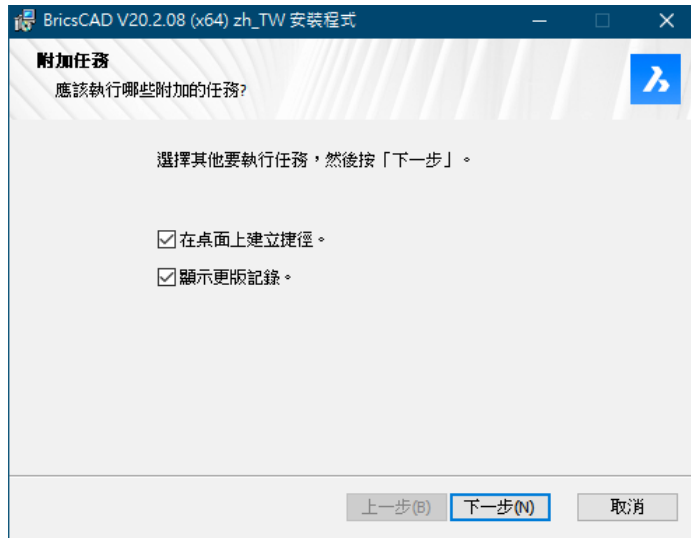 BricsCAD V20.2.08 (x64) zh_TW 安裝程式
附加任務
應該執行哪些附加的任務?
選擇其他要執行任務，然後按「下一步」。
在桌面上建立捷徑。
顯示更版記錄。
上一步(B) 下一步(N) 取消